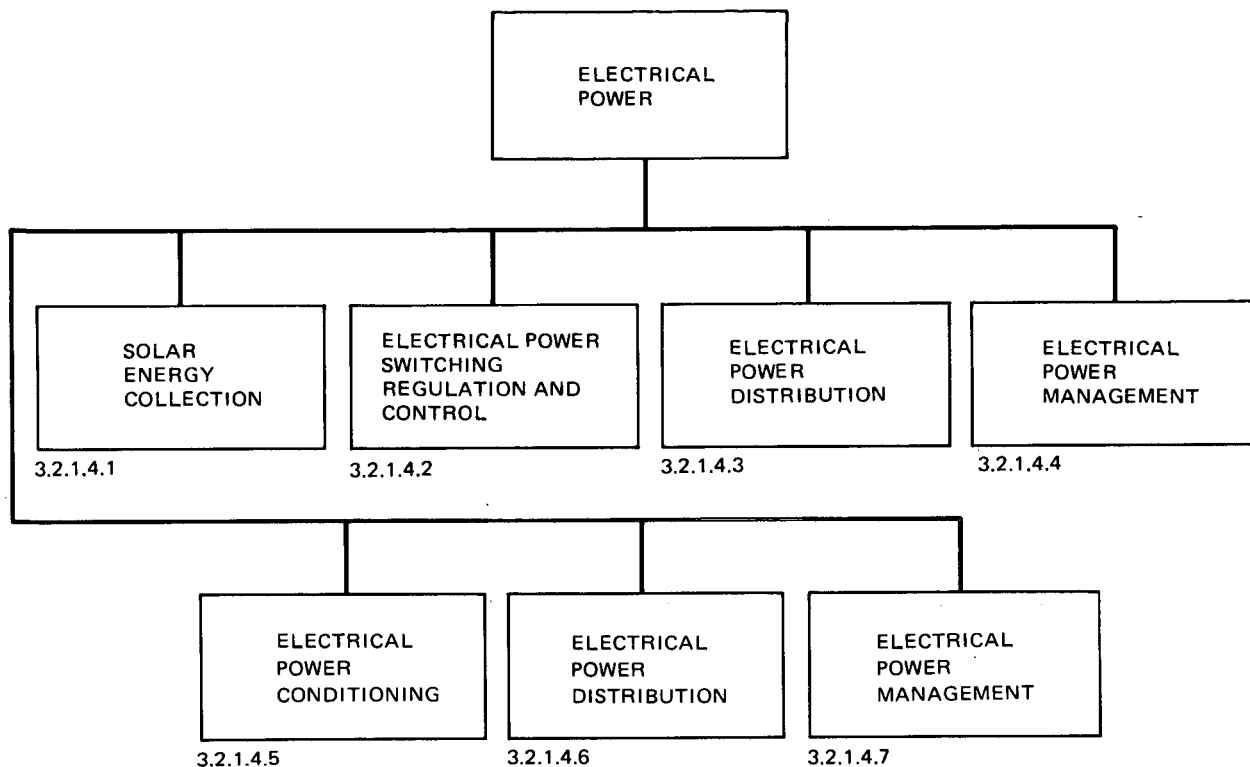 ELECTRICAL
POWER
SOLAR
ENERGY
COLLECTION
3.2.1.4.1
ELECTRICAL POWER
SWITCHING
REGULATION AND
CONTROL
3.2.1.4.2
ELECTRICAL
POWER
DISTRIBUTION
3.2.1.4.3
ELECTRICAL
POWER
MANAGEMENT
3.2.1.4.4
ELECTRICAL
POWER
CONDITIONING
3.2.1.4.5
ELECTRICAL
POWER
DISTRIBUTION
3.2.1.4.6
ELECTRICAL
POWER
MANAGEMENT
3.2.1.4.7